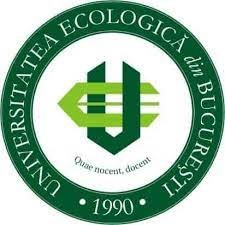 UNIVERSITATEA ECOLOGICĂ din BUCUREȘTI
Quae nocent, docent
· 1990 ·